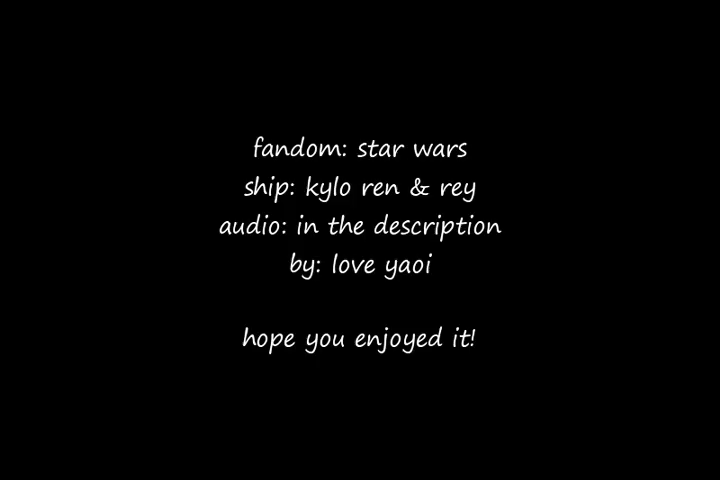 fandom: star wars
ship: kylo ren & rey
audio: in the description
by: love yaoi
hope you enjoyed it!